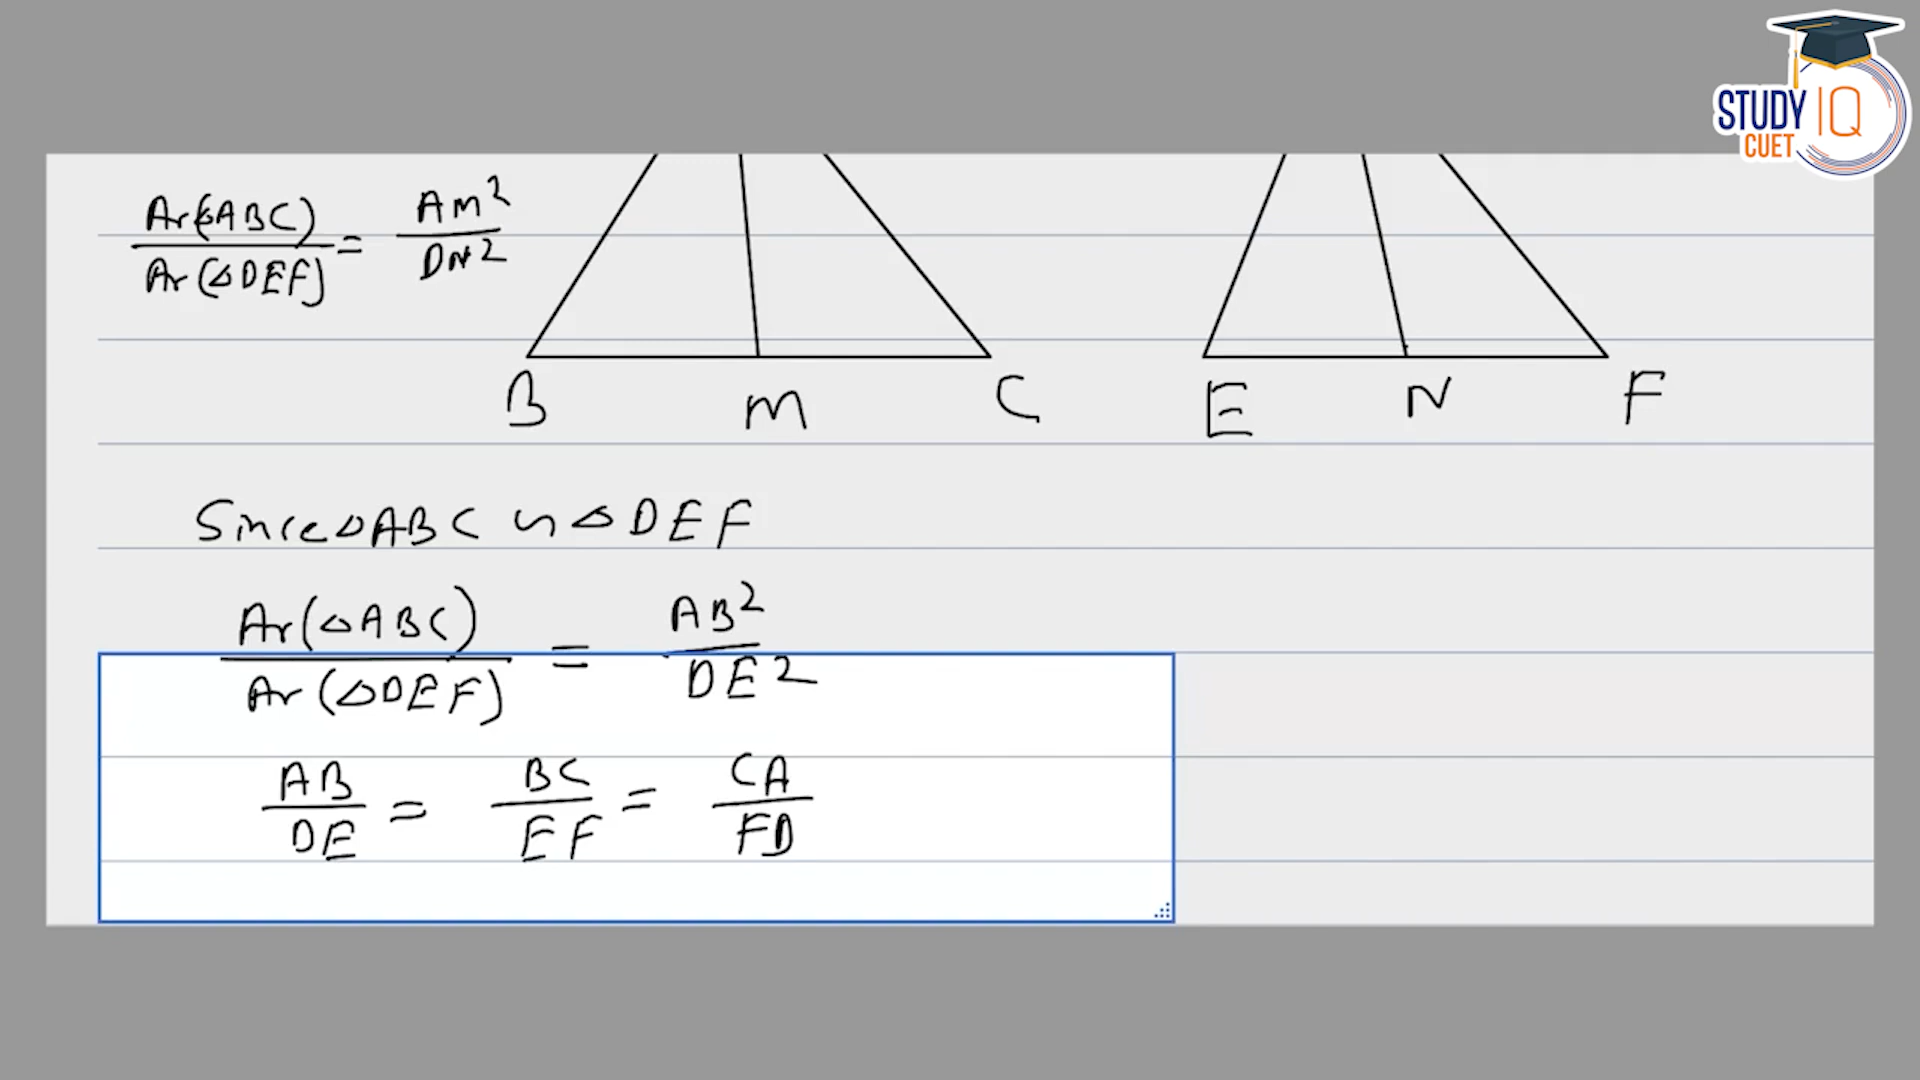 STUDY IQ
CUET
Ar(△ABC) / Ar(△DEF) = AM² / DN²
B M C E N F
Since △ABC ~ △DEF
Ar(△ABC) / Ar(△DEF) = AB² / DE²
AB / DE = BC / EF = CA / FD